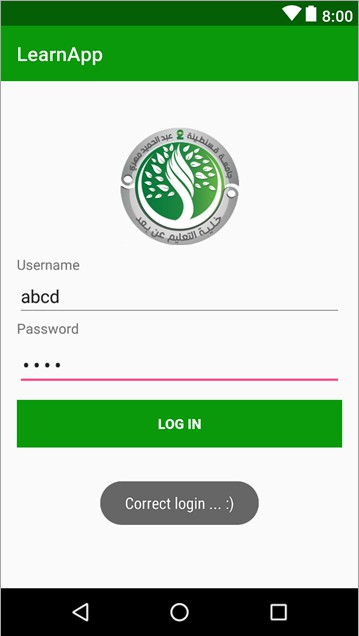 8:00
LearnApp
جامعة قسنطينة 2 عبد الحميد مهري
كلية التعليم عن بعد
Username
abcd
Password
••••
LOG IN
Correct login ... :)